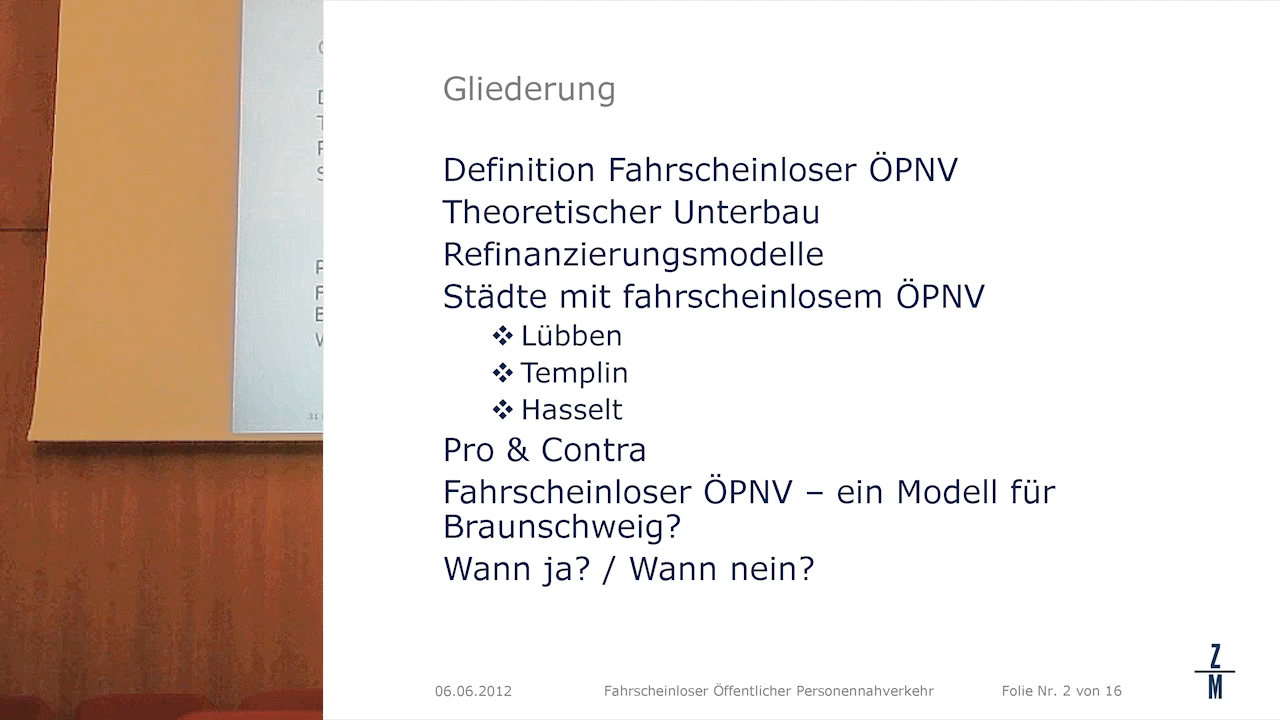 Gliederung
Definition Fahrscheinloser ÖPNV
Theoretischer Unterbau
Refinanzierungsmodelle
Städte mit fahrscheinlosem ÖPNV
❖ Lübben
❖ Templin
❖ Hasselt
Pro & Contra
Fahrscheinloser ÖPNV – ein Modell für
Braunschweig?
Wann ja? / Wann nein?
06.06.2012 Fahrscheinloser Öffentlicher Personennahverkehr Folie Nr. 2 von 16
Z
M